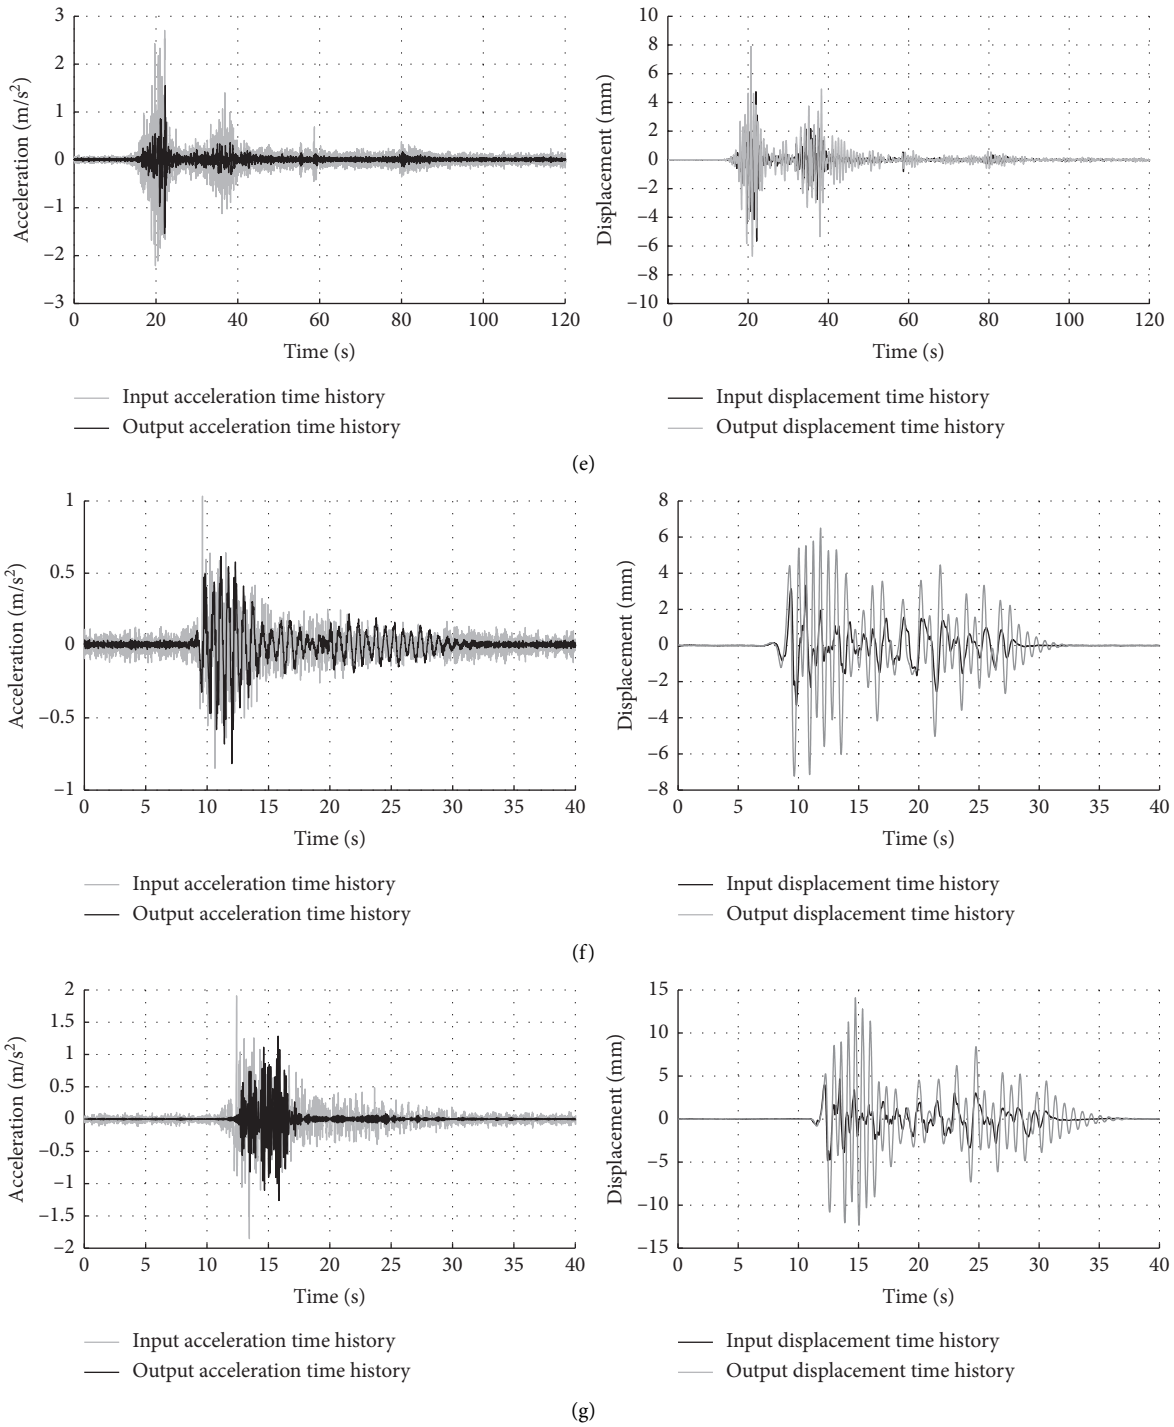 3
2
1
0
−1
−2
−3
Acceleration (m/s²)
0 20 40 60 80 100 120
Time (s)
Input acceleration time history
Output acceleration time history
10
8
6
4
2
0
−2
−4
−6
−8
−10
Displacement (mm)
0 20 40 60 80 100 120
Time (s)
Input displacement time history
Output displacement time history
(e)
1
0.5
0
−0.5
−1
Acceleration (m/s²)
0 5 10 15 20 25 30 35 40
Time (s)
Input acceleration time history
Output acceleration time history
8
6
4
2
0
−2
−4
−6
−8
Displacement (mm)
0 5 10 15 20 25 30 35 40
Time (s)
Input displacement time history
Output displacement time history
(f)
2
1.5
1
0.5
0
−0.5
−1
−1.5
−2
Acceleration (m/s²)
0 5 10 15 20 25 30 35 40
Time (s)
Input acceleration time history
Output acceleration time history
15
10
5
0
−5
−10
−15
Displacement (mm)
0 5 10 15 20 25 30 35 40
Time (s)
Input displacement time history
Output displacement time history
(g)